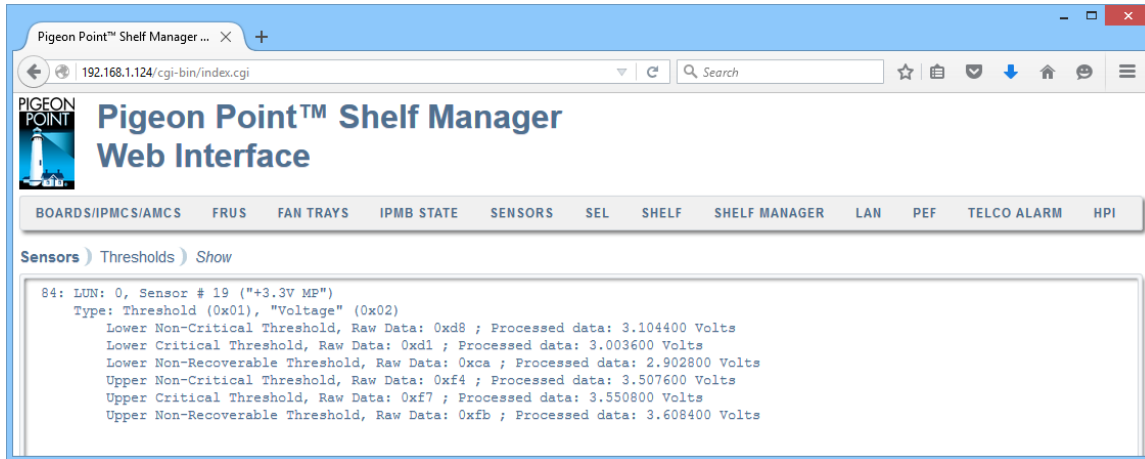 Pigeon Point™ Shelf Manager ...
192.168.1.124/cgi-bin/index.cgi
Search
PIGEON
POINT
Pigeon Point™ Shelf Manager
Web Interface
BOARDS/IPMCS/AMCS FRUS FAN TRAYS IPMB STATE SENSORS SEL SHELF SHELF MANAGER LAN PEF TELCO ALARM HPI
Sensors Thresholds Show
84: LUN: 0, Sensor # 19 ("+3.3V MP")
Type: Threshold (0x01), "Voltage" (0x02)
Lower Non-Critical Threshold, Raw Data: 0xd8 ; Processed data: 3.104400 Volts
Lower Critical Threshold, Raw Data: 0xd1 ; Processed data: 3.003600 Volts
Lower Non-Recoverable Threshold, Raw Data: 0xca ; Processed data: 2.902800 Volts
Upper Non-Critical Threshold, Raw Data: 0xf4 ; Processed data: 3.507600 Volts
Upper Critical Threshold, Raw Data: 0xf7 ; Processed data: 3.550800 Volts
Upper Non-Recoverable Threshold, Raw Data: 0xfb ; Processed data: 3.608400 Volts